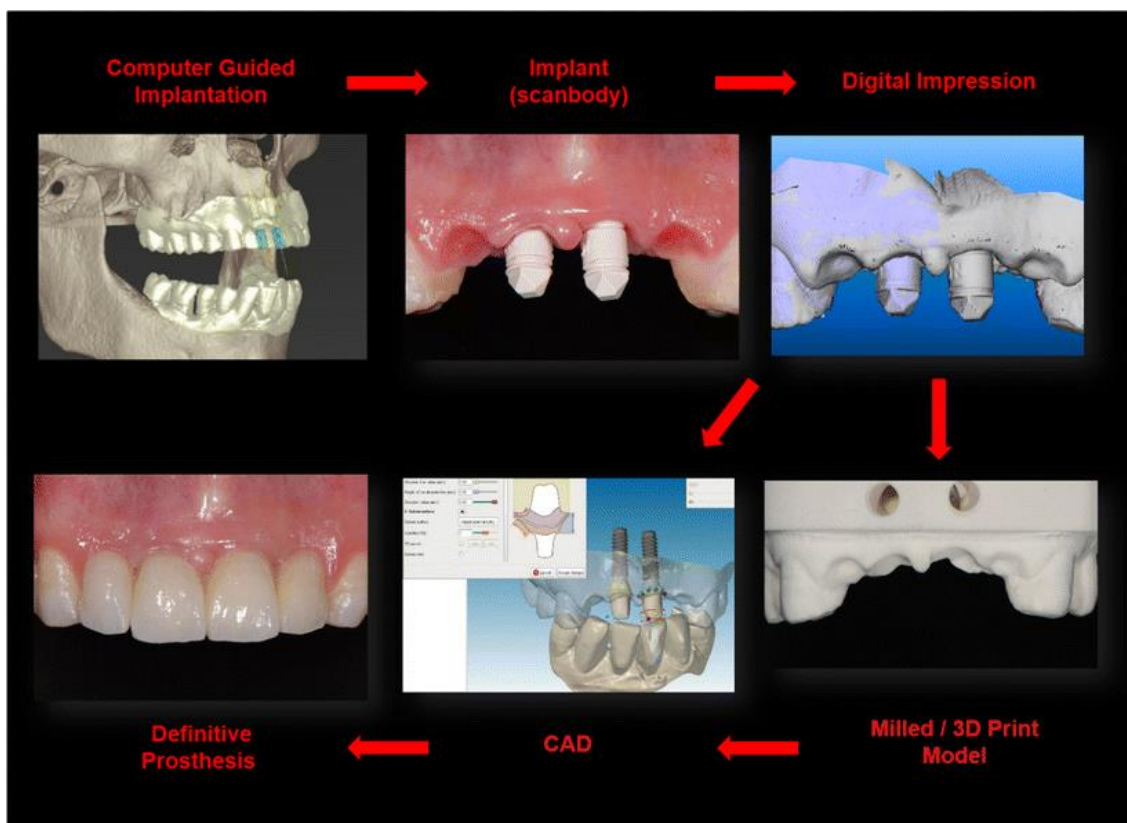 Computer Guided
Implantation
Implant
(scanbody)
Digital Impression
Definitive
Prosthesis
CAD
Milled / 3D Print
Model